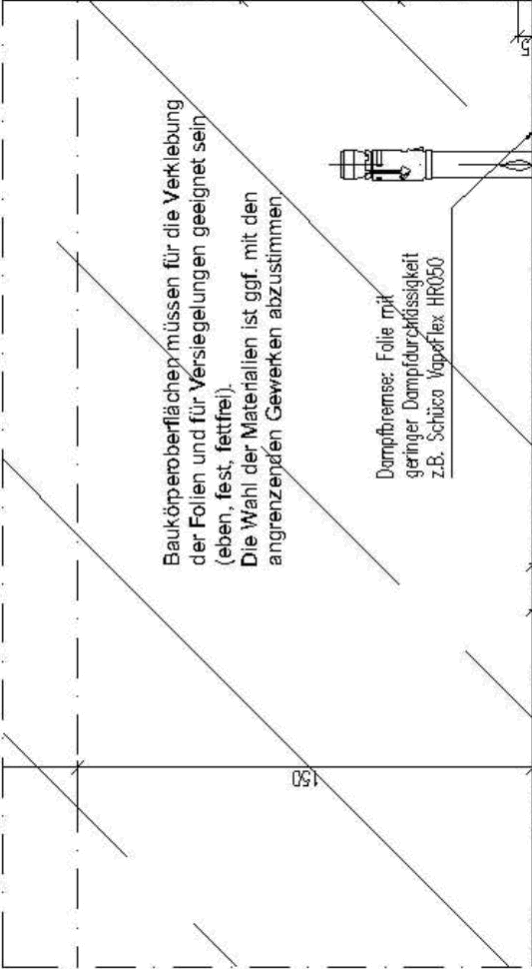 Baukörperoberflächen müssen für die Verklebung
der Folien und für Versiegelungen geeignet sein
(eben, fest, fettfrei).
Die Wahl der Materialien ist ggf. mit den
angrenzenden Gewerken abzustimmen.
Dampfbremse: Folie mit
geringer Dampfdurchlässigkeit
z.B. Schüco VapoFlex HR050
150